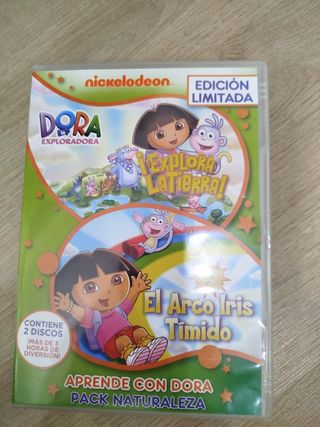 nickelodeon
EDICIÓN
LIMITADA
DORA
LA
EXPLORADORA
¡EXPLORA
LA TIERRA!
El Arco Iris
Tímido
CONTIENE
2 DISCOS
¡MÁS DE 3
HORAS DE
DIVERSIÓN!
APRENDE CON DORA
PACK NATURALEZA